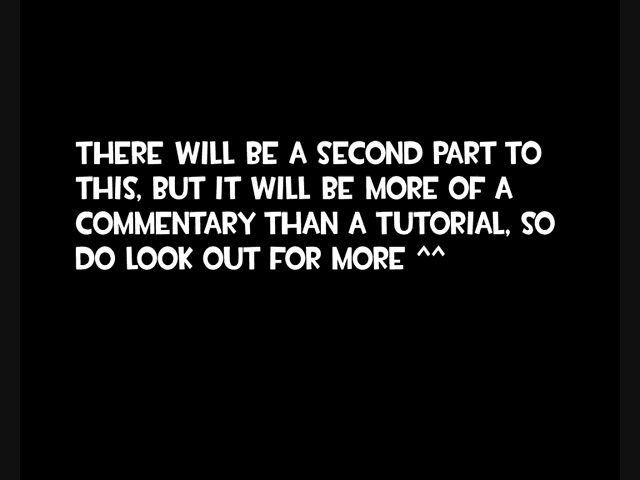 THERE WILL BE A SECOND PART TO
THIS, BUT IT WILL BE MORE OF A
COMMENTARY THAN A TUTORIAL, SO
DO LOOK OUT FOR MORE ^^